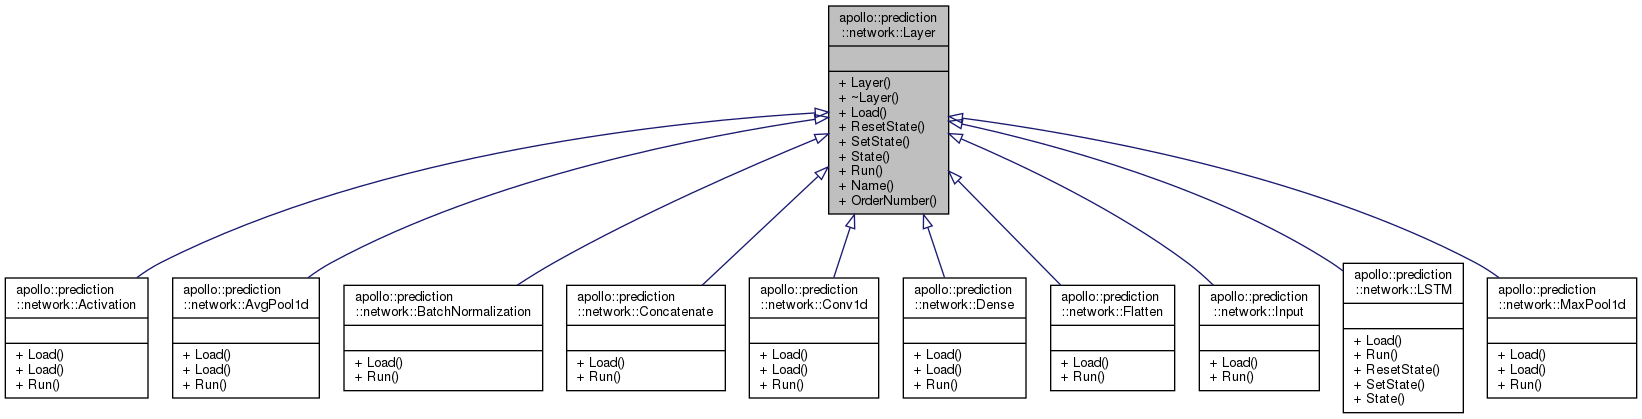 apollo::prediction
::network::Layer
+ Layer()
+ ~Layer()
+ Load()
+ ResetState()
+ SetState()
+ State()
+ Run()
+ Name()
+ OrderNumber()
apollo::prediction
::network::Activation
+ Load()
+ Load()
+ Run()
apollo::prediction
::network::AvgPool1d
+ Load()
+ Load()
+ Run()
apollo::prediction
::network::BatchNormalization
+ Load()
+ Run()
apollo::prediction
::network::Concatenate
+ Load()
+ Run()
apollo::prediction
::network::Conv1d
+ Load()
+ Load()
+ Run()
apollo::prediction
::network::Dense
+ Load()
+ Load()
+ Run()
apollo::prediction
::network::Flatten
+ Load()
+ Run()
apollo::prediction
::network::Input
+ Load()
+ Run()
apollo::prediction
::network::LSTM
+ Load()
+ Run()
+ ResetState()
+ SetState()
+ State()
apollo::prediction
::network::MaxPool1d
+ Load()
+ Load()
+ Run()